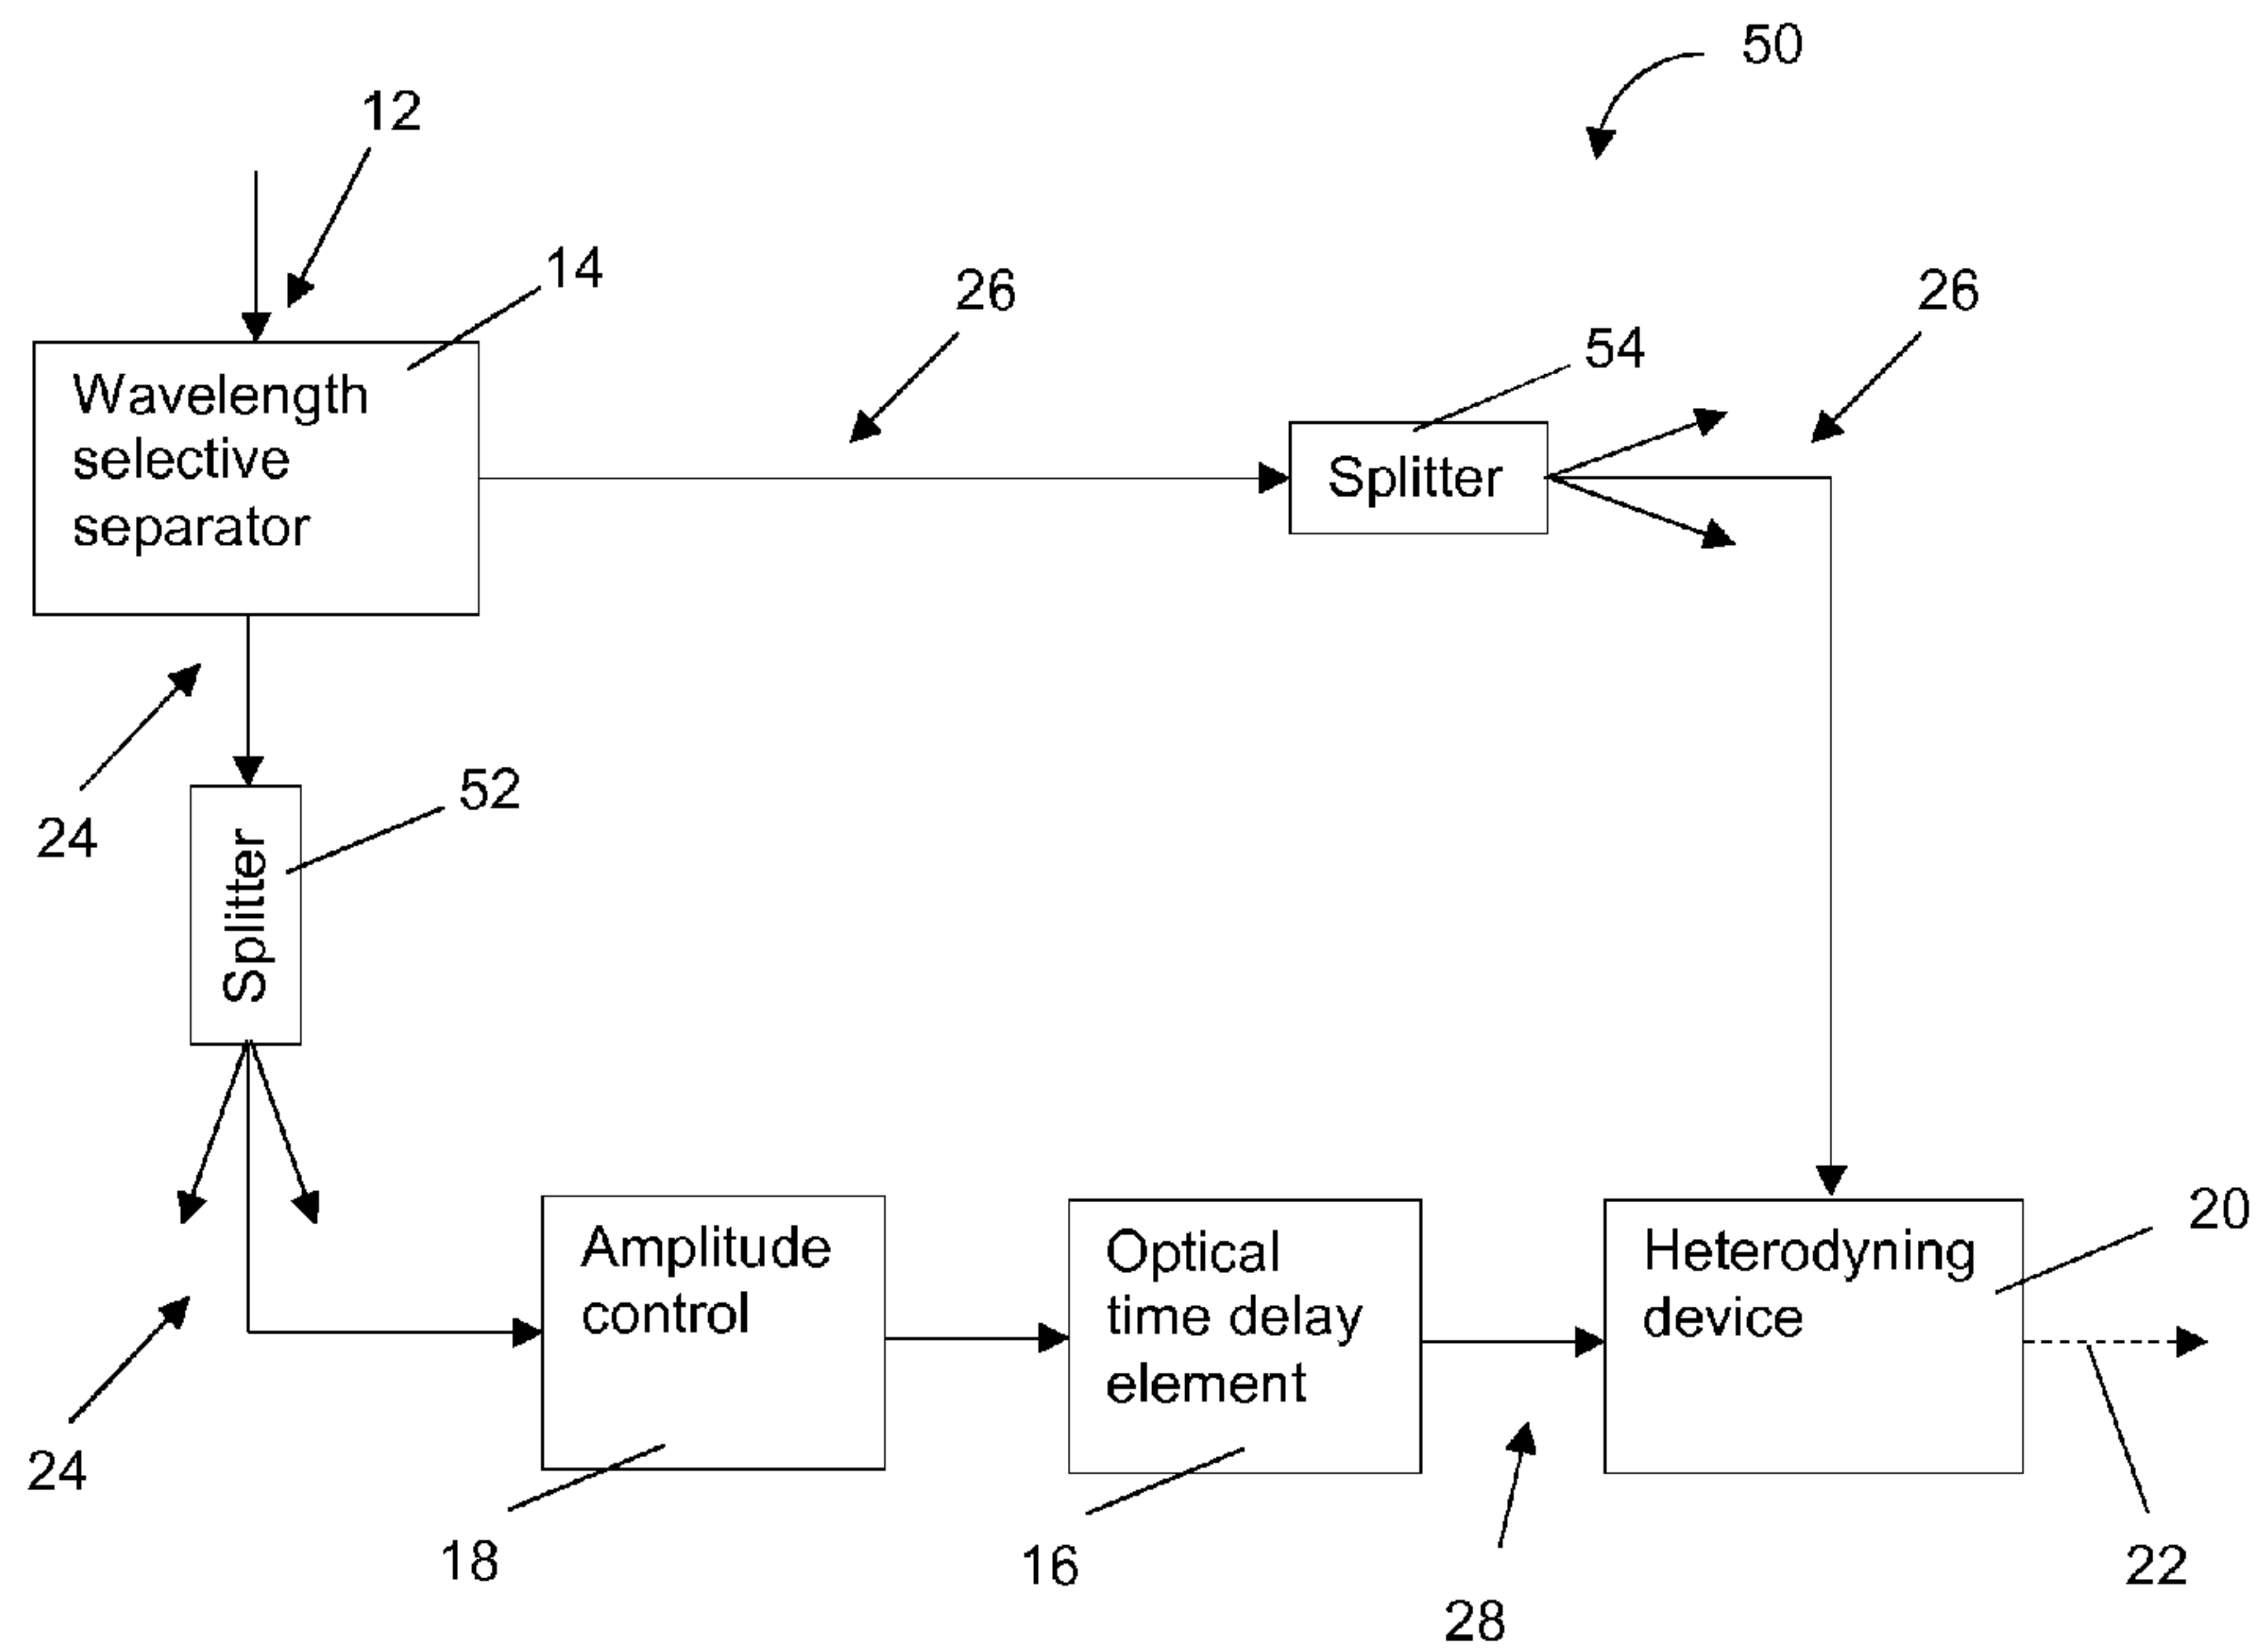 50
12
14
26
26
54
Wavelength
selective
separator
Splitter
24
52
Splitter
Amplitude
control
Optical
time delay
element
Heterodyning
device
20
24
18
16
28
22